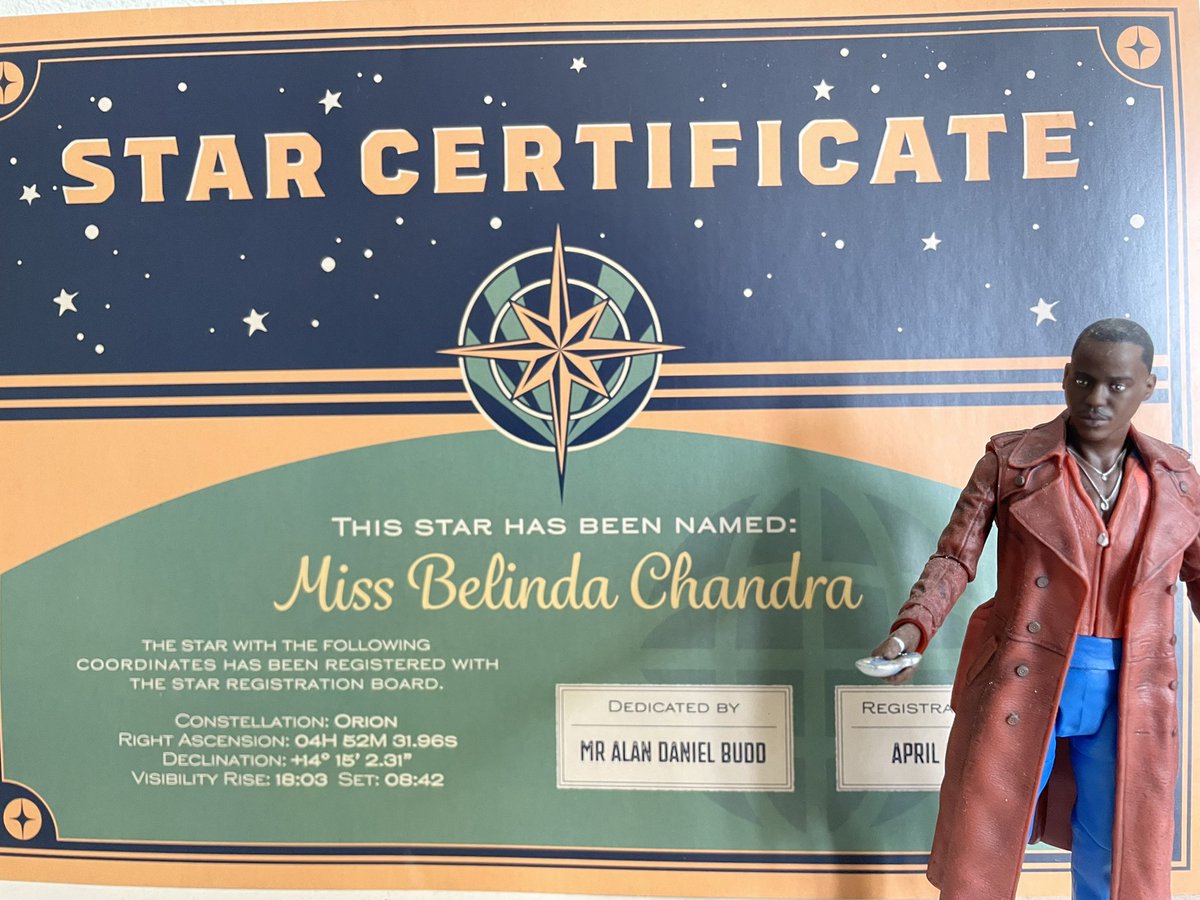 STAR CERTIFICATE
THIS STAR HAS BEEN NAMED:
Miss Belinda Chandra
THE STAR WITH THE FOLLOWING
COORDINATES HAS BEEN REGISTERED WITH
THE STAR REGISTRATION BOARD.
CONSTELLATION: ORION
RIGHT ASCENSION: 04H 52M 31.96S
DECLINATION: +14° 15' 2.31"
VISIBILITY RISE: 18:03 SET: 08:42
DEDICATED BY
MR ALAN DANIEL BUDD
REGISTRA
APRIL